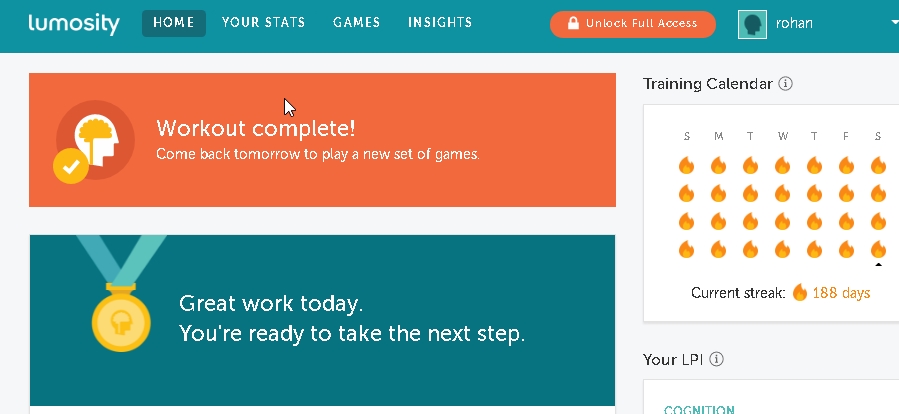 lumosity HOME YOUR STATS GAMES INSIGHTS Unlock Full Access rohan
Workout complete!
Come back tomorrow to play a new set of games.
Great work today.
You're ready to take the next step.
Training Calendar
S M T W T F S
Current streak: 188 days
Your LPI
COGNITION